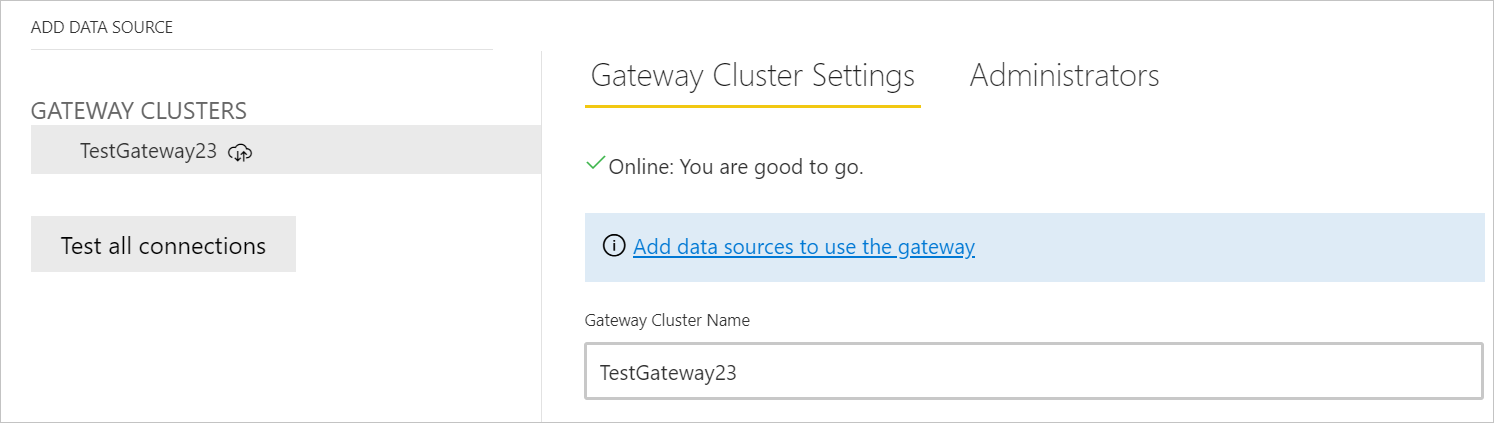 ADD DATA SOURCE
GATEWAY CLUSTERS
TestGateway23
Test all connections
Gateway Cluster Settings
Administrators
Online: You are good to go.
Add data sources to use the gateway
Gateway Cluster Name
TestGateway23